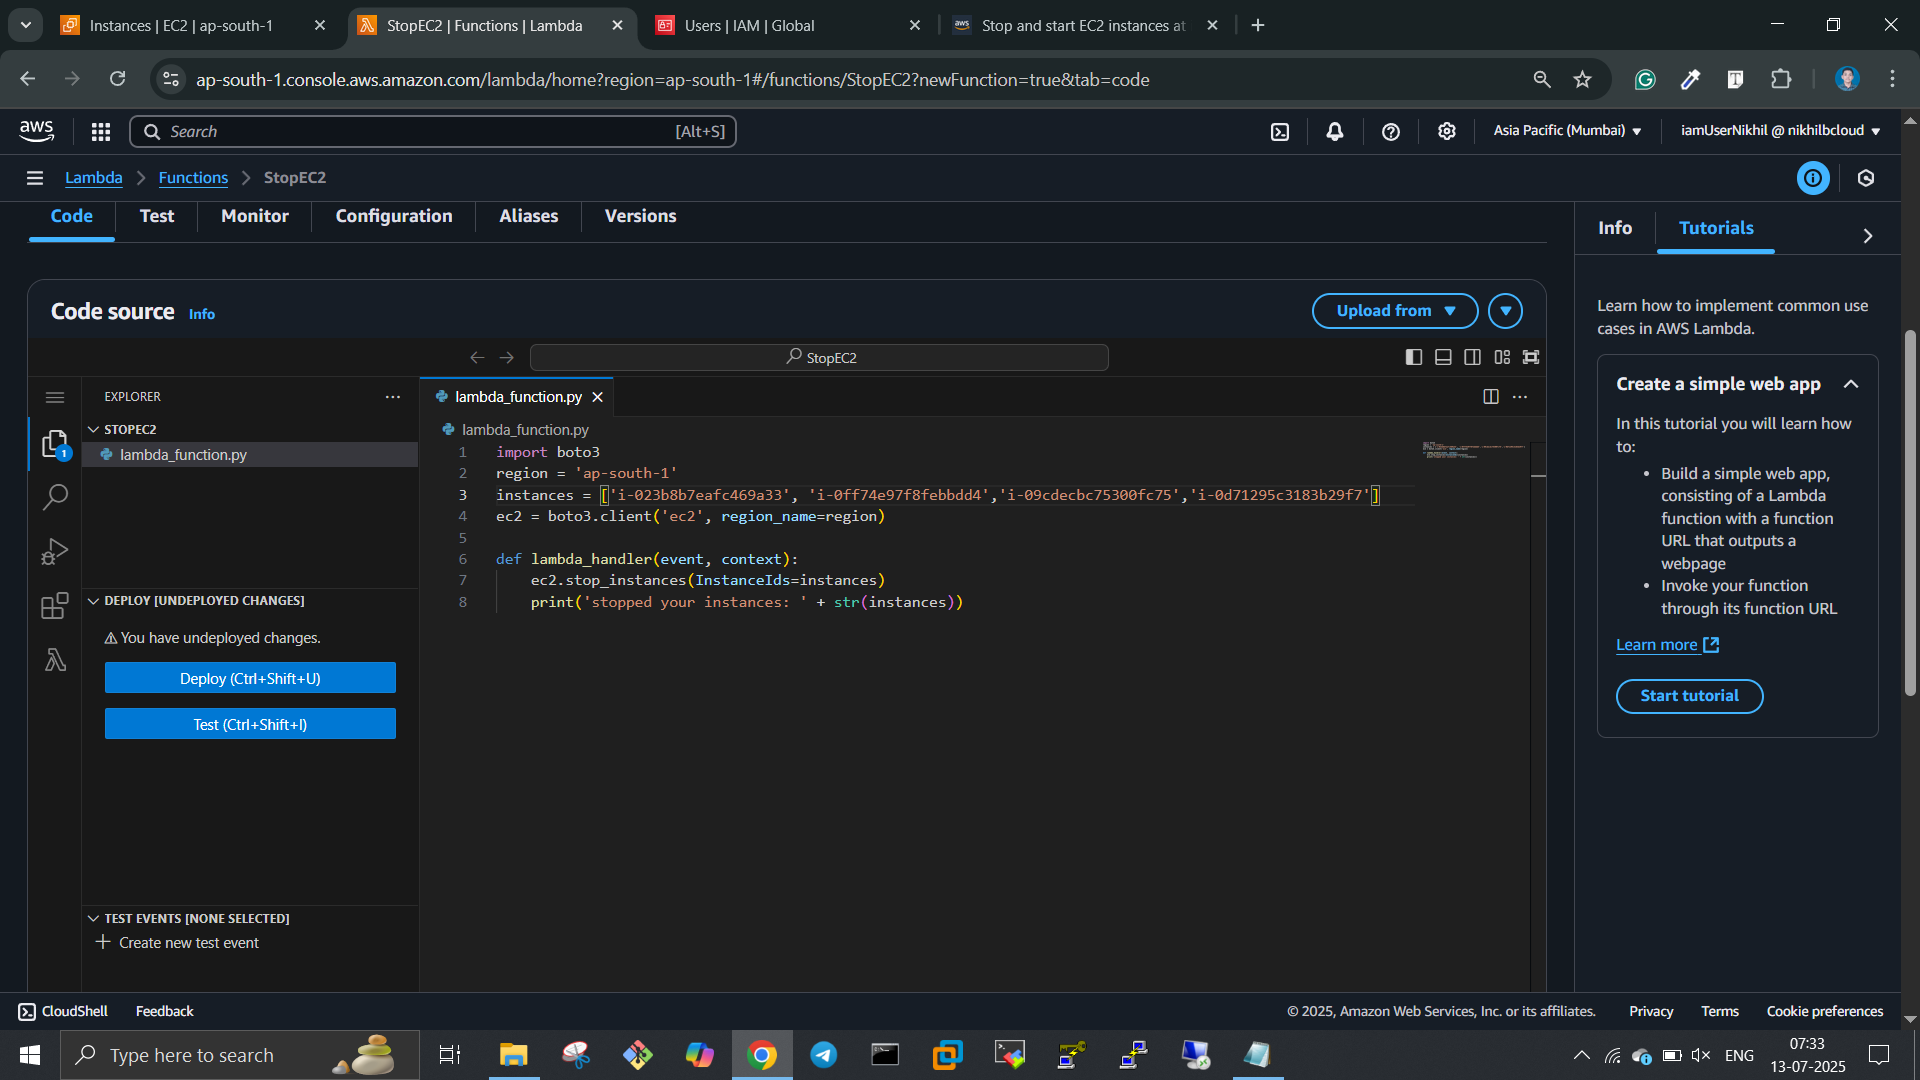 Instances | EC2 | ap-south-1
StopEC2 | Functions | Lambda
Users | IAM | Global
aws
Stop and start EC2 instances at
ap-south-1.console.aws.amazon.com/lambda/home?region=ap-south-1#/functions/StopEC2?newFunction=true&tab=code
aws
Search
[Alt+S]
Asia Pacific (Mumbai)
iamUserNikhil @ nikhilbcloud
Lambda
Functions
StopEC2
Code
Test
Monitor
Configuration
Aliases
Versions
Info
Tutorials
Code source
Info
Upload from
StopEC2
EXPLORER
STOPEC2
lambda_function.py
1
DEPLOY [UNDEPLOYED CHANGES]
You have undeployed changes.
Deploy (Ctrl+Shift+U)
Test (Ctrl+Shift+I)
TEST EVENTS [NONE SELECTED]
Create new test event
lambda_function.py
lambda_function.py
1 import boto3
2 region = 'ap-south-1'
3 instances = ['i-023b8b7eafc469a33', 'i-0ff74e97f8febbdd4','i-09cdecbc75300fc75','i-0d71295c3183b29f7']
4 ec2 = boto3.client('ec2', region_name=region)
5
6 def lambda_handler(event, context):
7 ec2.stop_instances(InstanceIds=instances)
8 print('stopped your instances: ' + str(instances))
Learn how to implement common use
cases in AWS Lambda.
Create a simple web app
In this tutorial you will learn how
to:
• Build a simple web app,
consisting of a Lambda
function with a function
URL that outputs a
webpage
• Invoke your function
through its function URL
Learn more
Start tutorial
CloudShell
Feedback
© 2025, Amazon Web Services, Inc. or its affiliates.
Privacy
Terms
Cookie preferences
Type here to search
ENG
07:33
13-07-2025